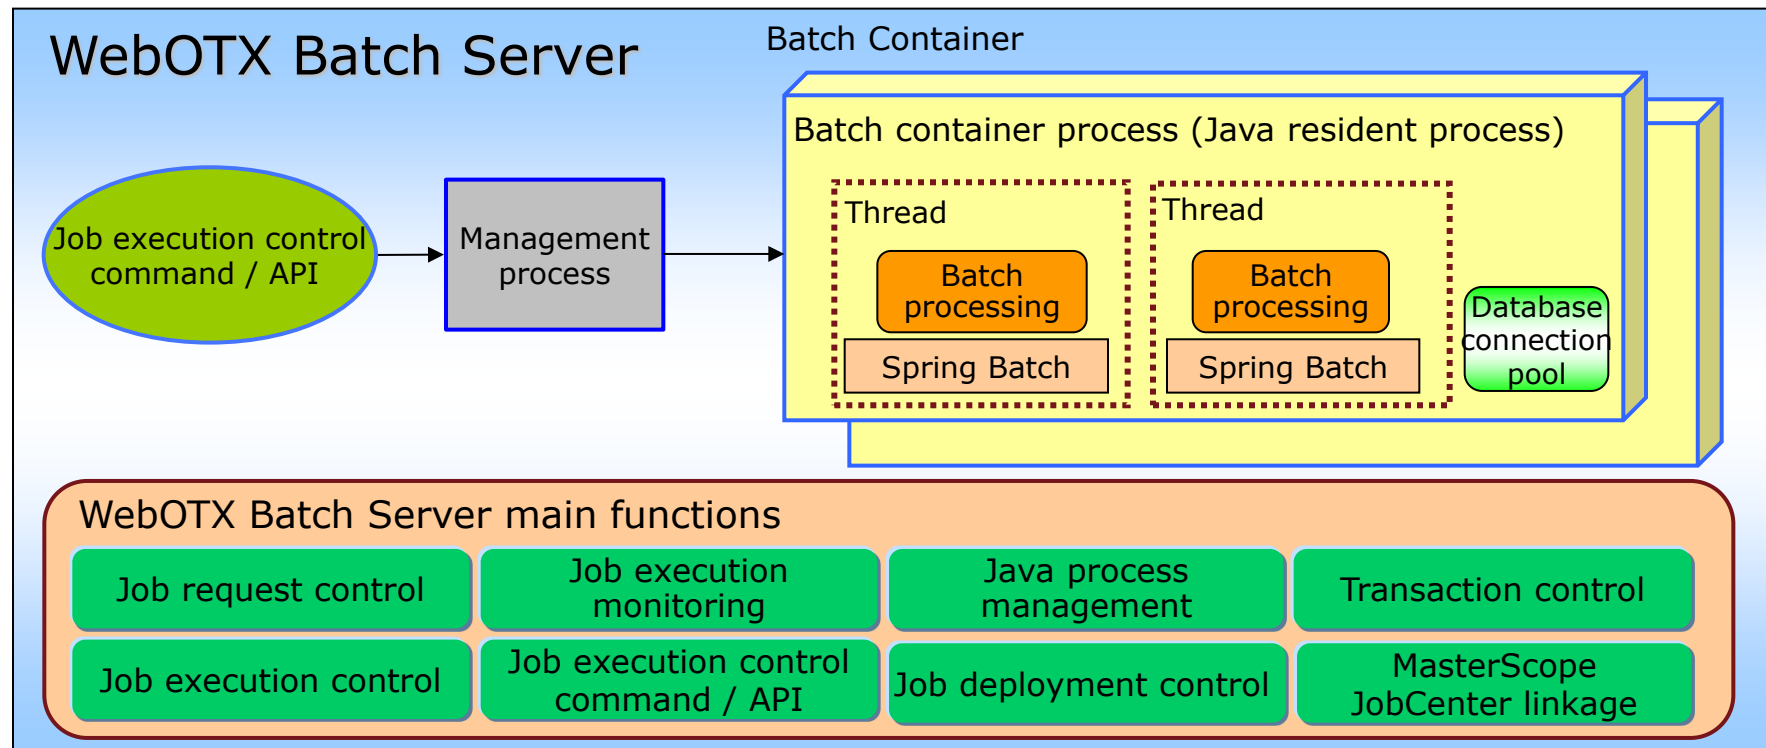 WebOTX Batch Server
Batch Container
Batch container process (Java resident process)
Job execution control
command / API
Management
process
Thread
Batch
processing
Spring Batch
Thread
Batch
processing
Spring Batch
Database
connection
pool
WebOTX Batch Server main functions
Job request control
Job execution
monitoring
Java process
management
Transaction control
Job execution control
Job execution control
command / API
Job deployment control
MasterScope
JobCenter linkage